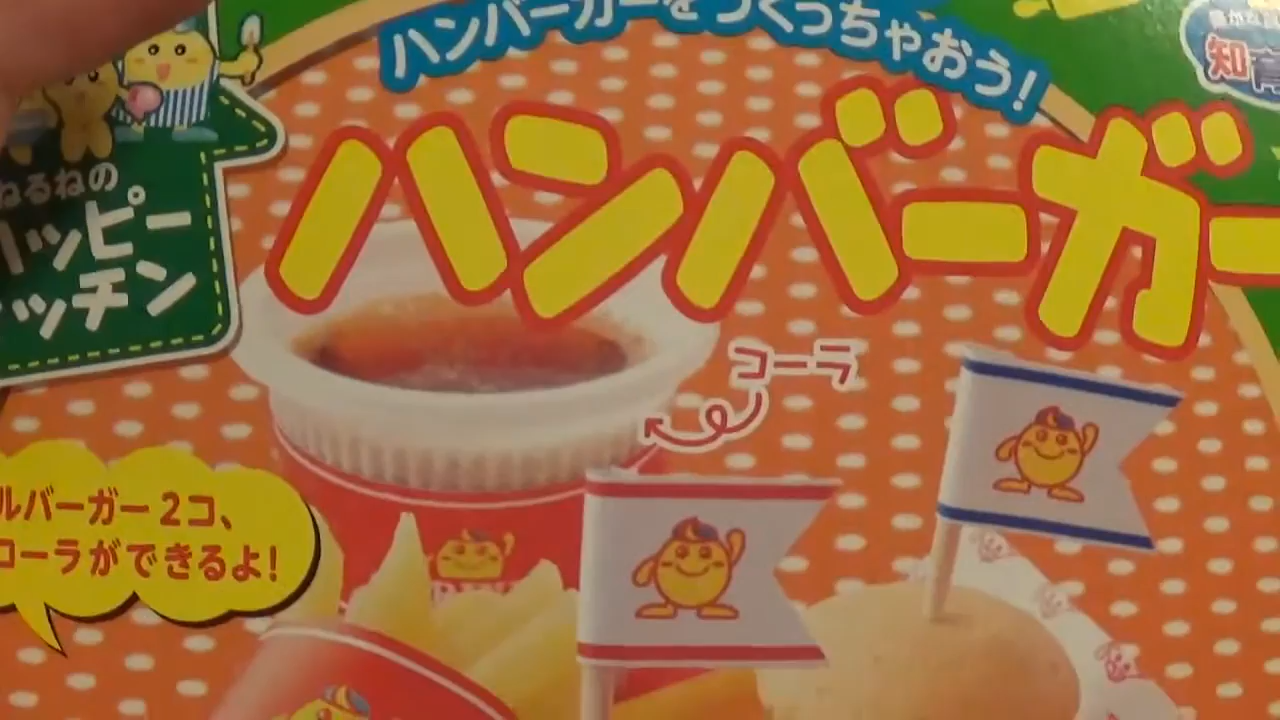 ハンバーガーをつくっちゃおう!
知育
ねるねの
ハッピー
キッチン
ハンバーガー
コーラ
ルバーガー 2コ、
コーラができるよ!